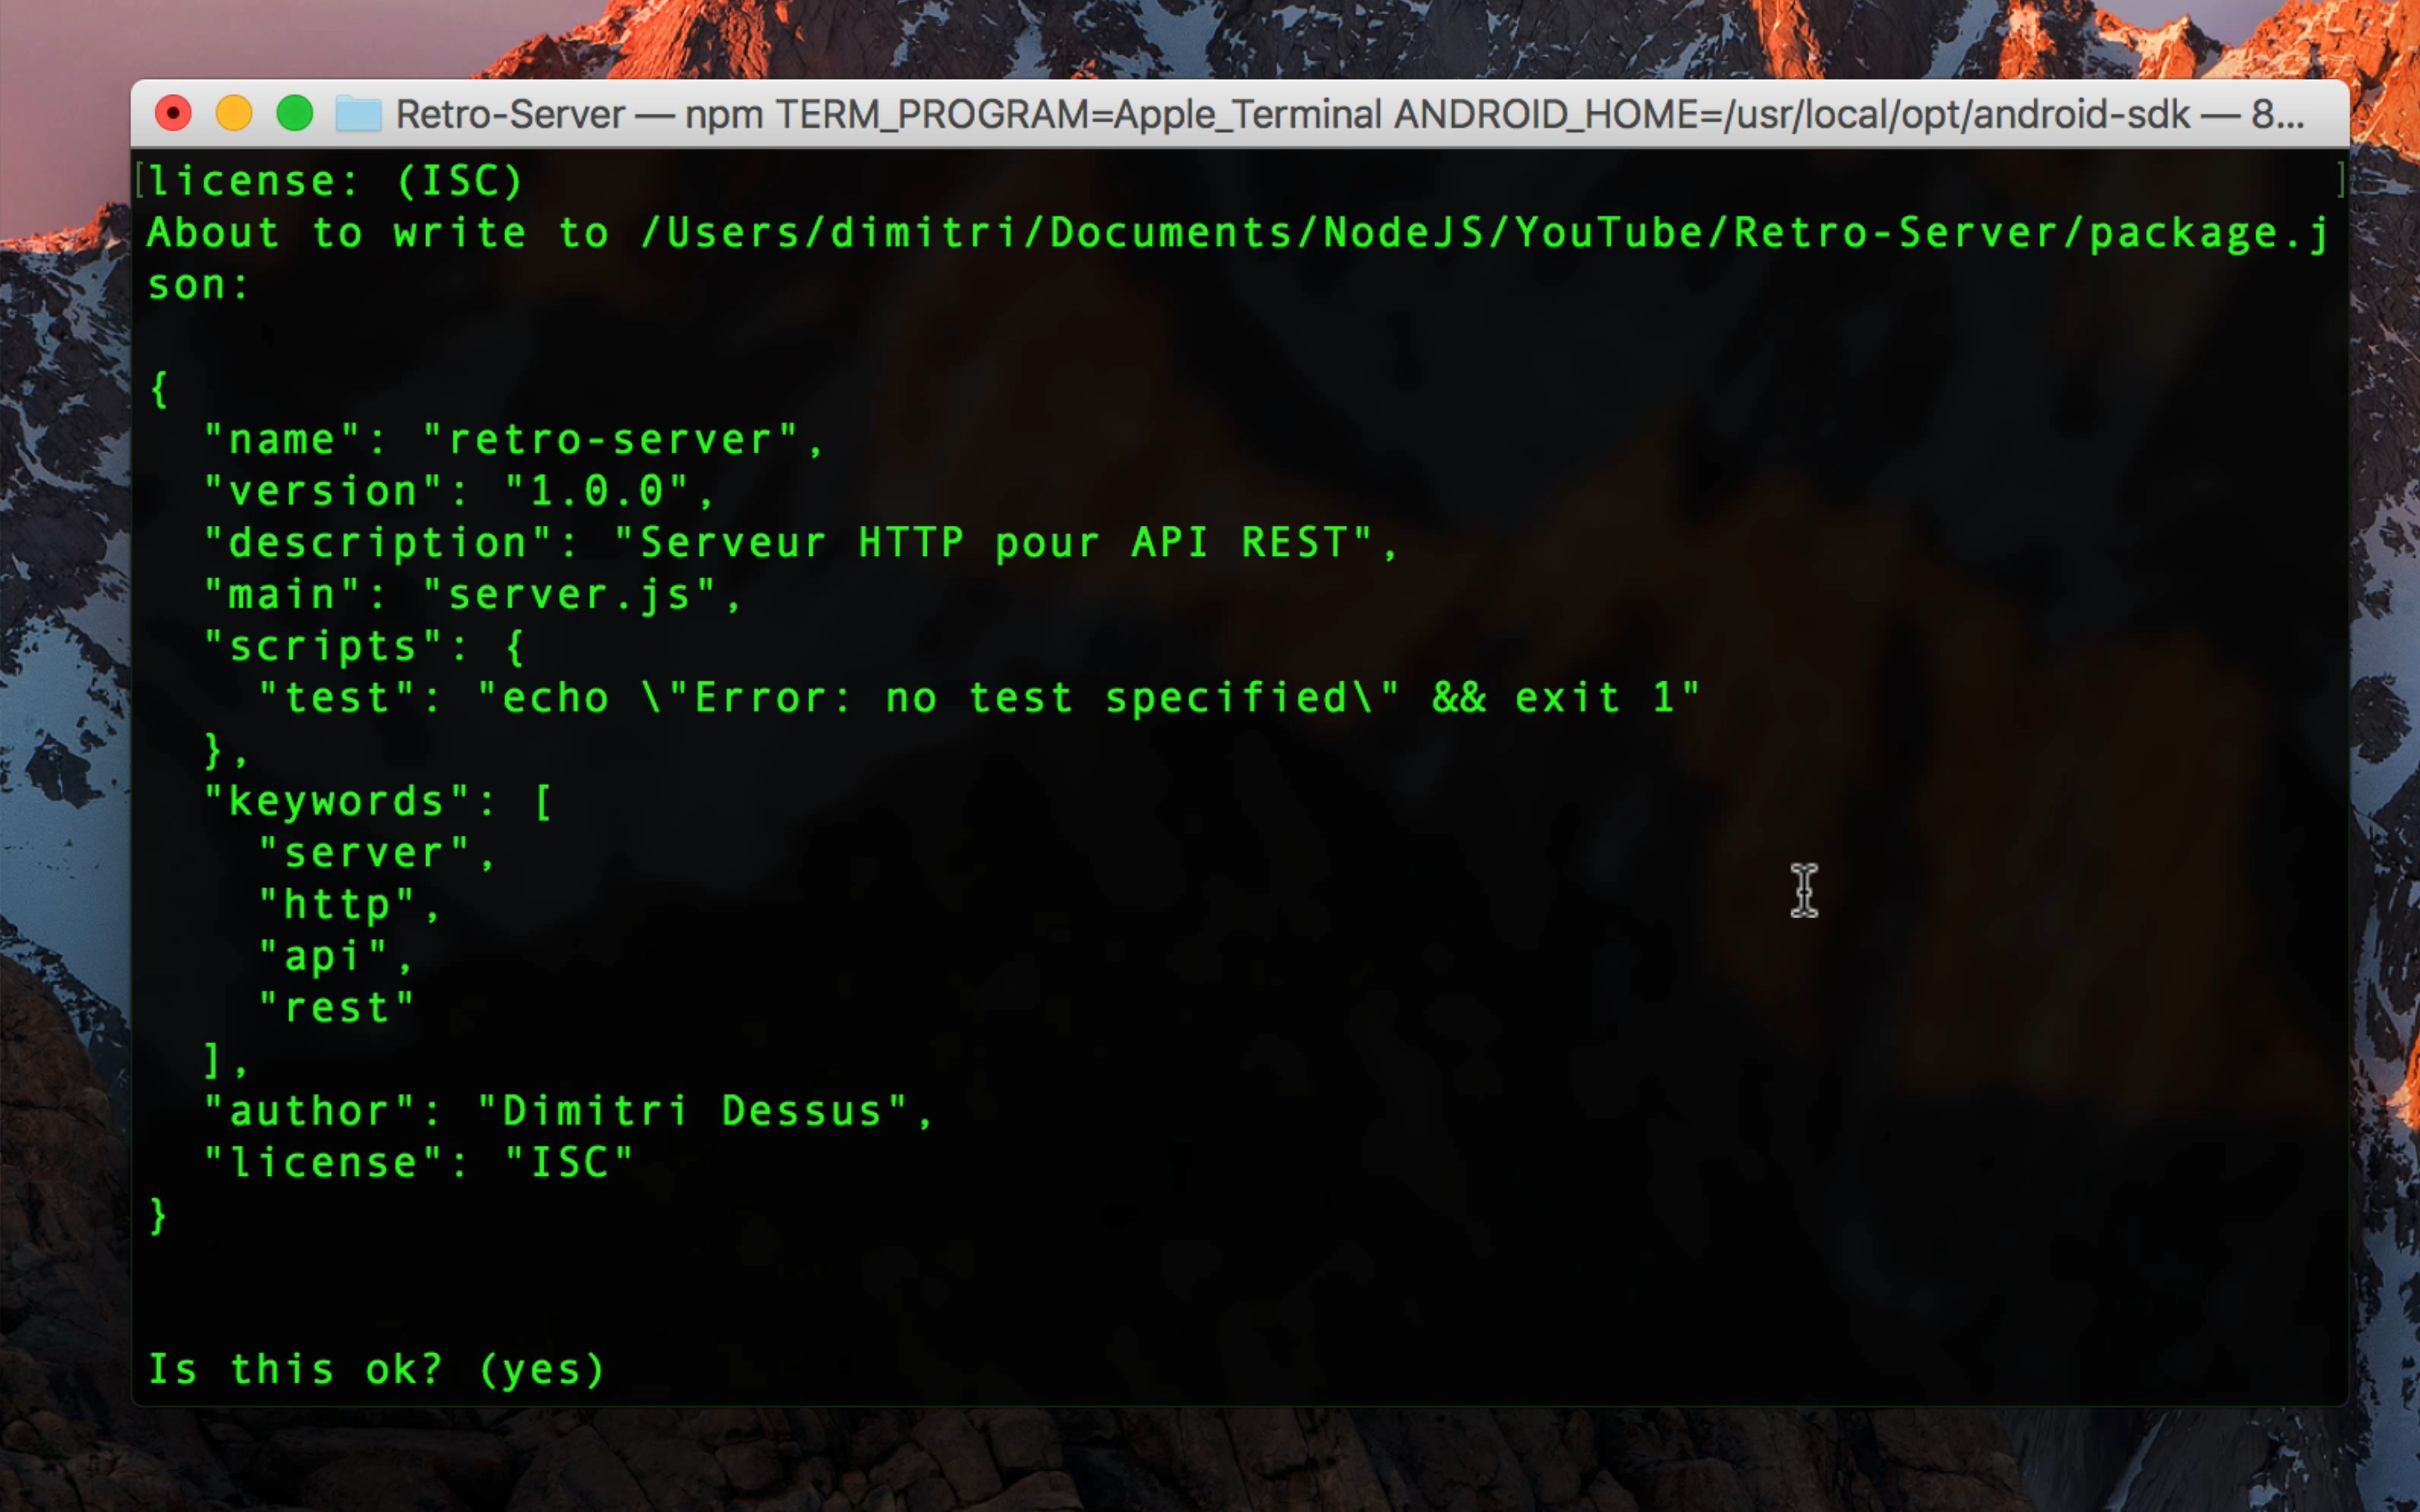 Retro-Server — npm TERM_PROGRAM=Apple_Terminal ANDROID_HOME=/usr/local/opt/android-sdk — 8...
[license: (ISC) ]
About to write to /Users/dimitri/Documents/NodeJS/YouTube/Retro-Server/package.j
son:
{
  "name": "retro-server",
  "version": "1.0.0",
  "description": "Serveur HTTP pour API REST",
  "main": "server.js",
  "scripts": {
    "test": "echo \"Error: no test specified\" && exit 1"
  },
  "keywords": [
    "server",
    "http",
    "api",
    "rest"
  ],
  "author": "Dimitri Dessus",
  "license": "ISC"
}
Is this ok? (yes)